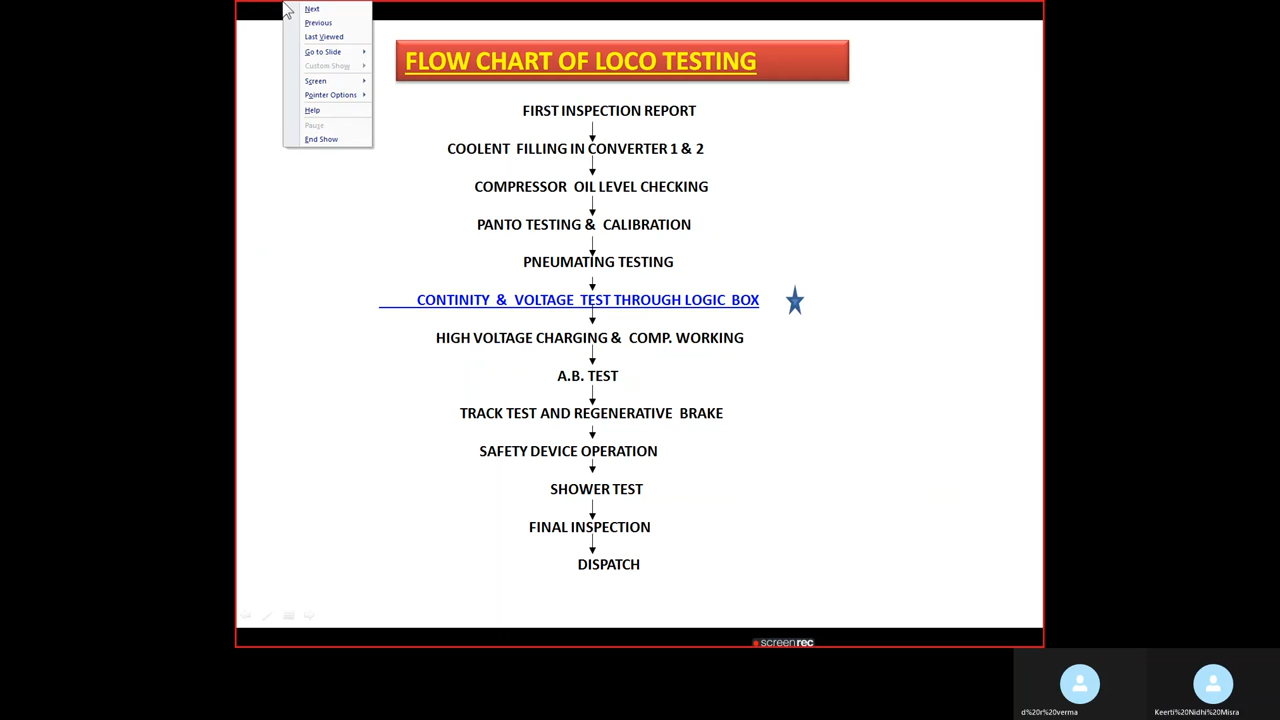 Next
Previous
Last Viewed
Go to Slide
Custom Show
Screen
Pointer Options
Help
Pause
End Show
FLOW CHART OF LOCO TESTING
FIRST INSPECTION REPORT
COOLENT FILLING IN CONVERTER 1 & 2
COMPRESSOR OIL LEVEL CHECKING
PANTO TESTING & CALIBRATION
PNEUMATING TESTING
CONTINITY & VOLTAGE TEST THROUGH LOGIC BOX
HIGH VOLTAGE CHARGING & COMP. WORKING
A.B. TEST
TRACK TEST AND REGENERATIVE BRAKE
SAFETY DEVICE OPERATION
SHOWER TEST
FINAL INSPECTION
DISPATCH
screenrec
d%20r%20verma
Keerti%20Nidhi%20Misra